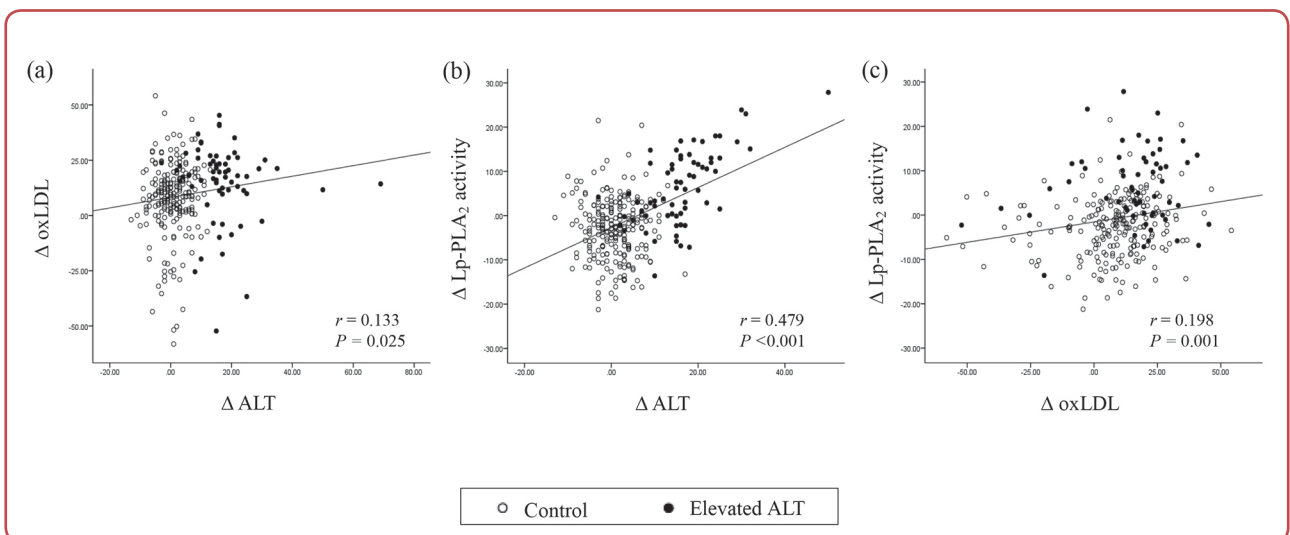 (a)
50.00
25.00
.00
-25.00
-50.00
Δ oxLDL
r = 0.133
P = 0.025
-20.00 .00 20.00 40.00 60.00 80.00
Δ ALT
(b)
30.00
20.00
10.00
.00
-10.00
-20.00
-30.00
Δ Lp-PLA₂ activity
r = 0.479
P <0.001
-20.00 .00 20.00 40.00
Δ ALT
(c)
30.00
20.00
10.00
.00
-10.00
-20.00
-30.00
Δ Lp-PLA₂ activity
r = 0.198
P = 0.001
-50.00 -25.00 .00 25.00 50.00
Δ oxLDL
Control Elevated ALT